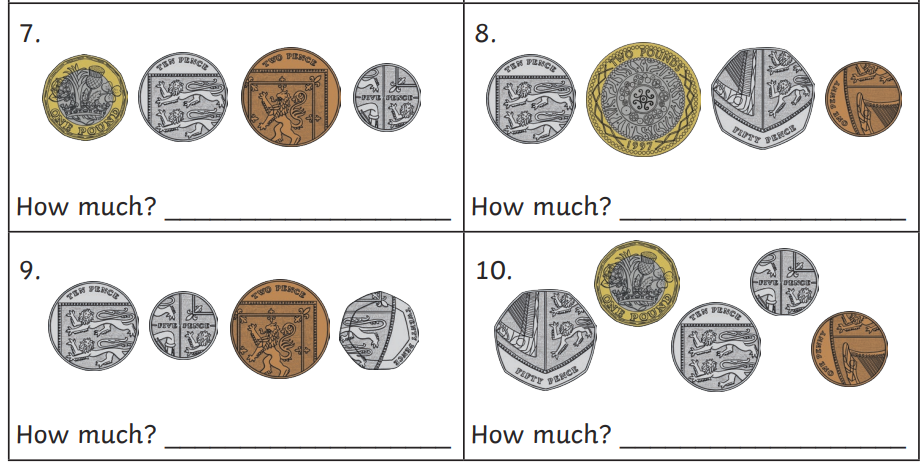 7.
ONE POUND
TEN PENCE
TWO PENCE
FIVE PENCE
How much?
8.
TEN PENCE
TWO POUNDS
1997
FIFTY PENCE
ONE PENNY
How much?
9.
TEN PENCE
FIVE PENCE
TWO PENCE
TWENTY PENCE
How much?
10.
FIFTY PENCE
ONE POUND
TEN PENCE
FIVE PENCE
ONE PENNY
How much?